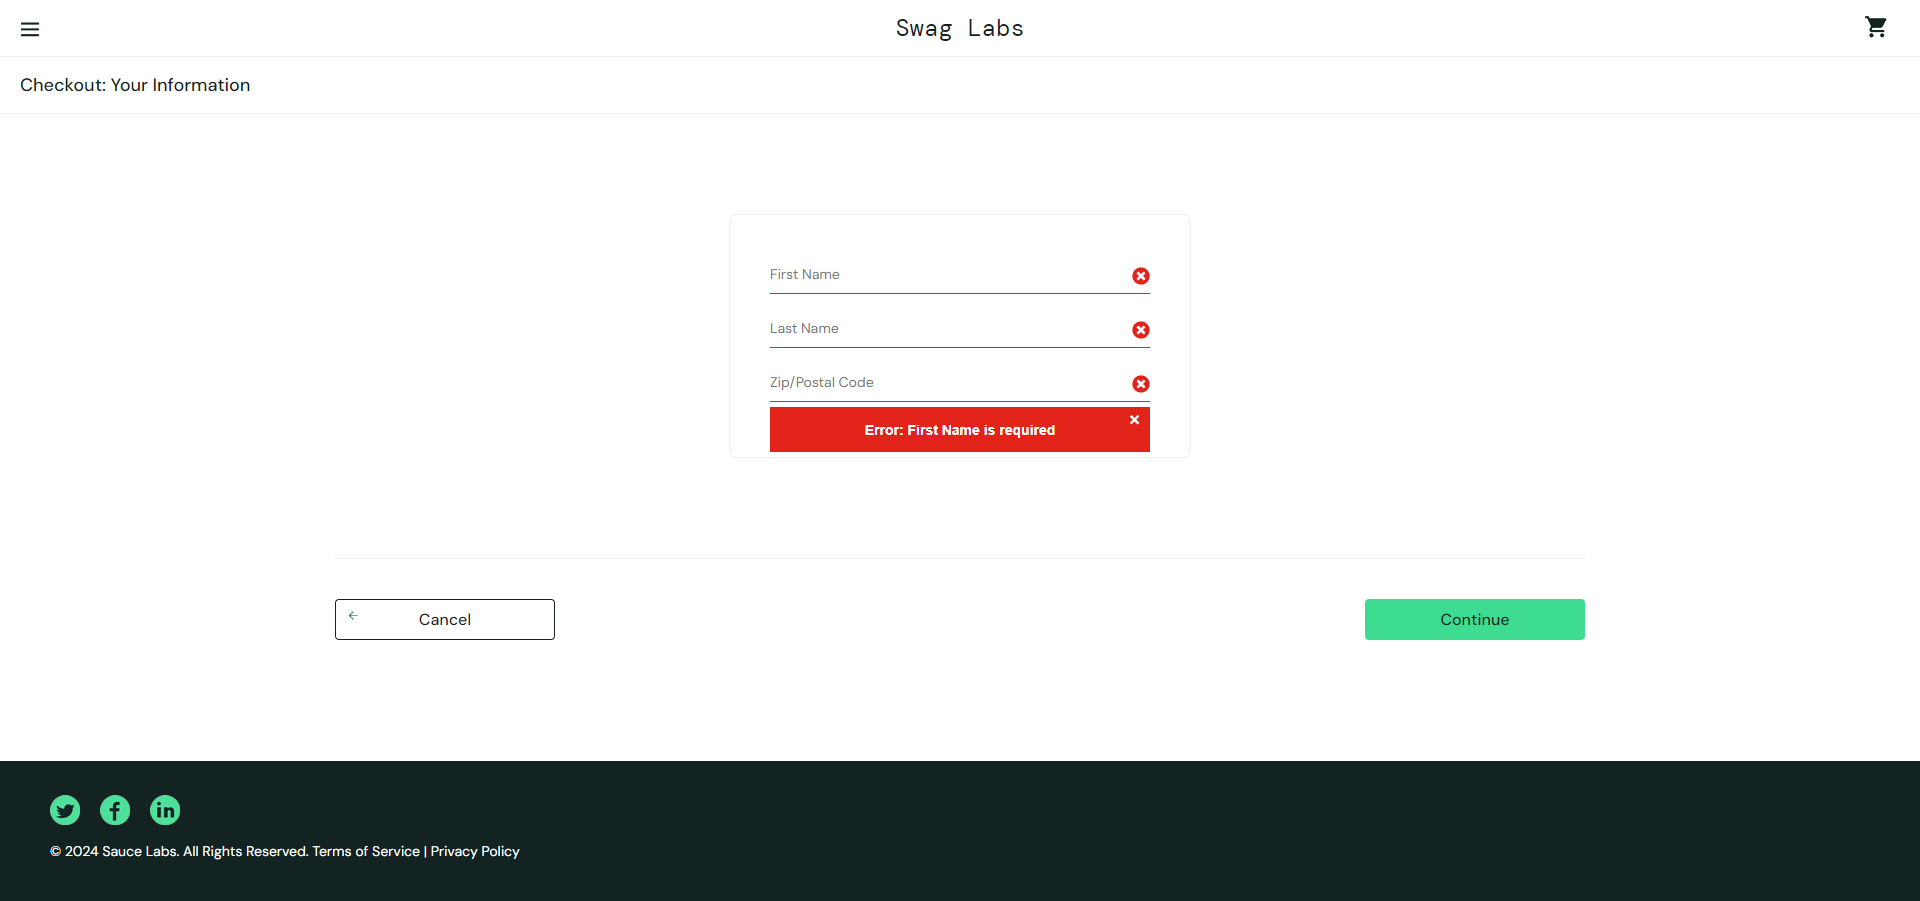 Swag Labs
Checkout: Your Information
First Name
Last Name
Zip/Postal Code
Error: First Name is required
Cancel
Continue
© 2024 Sauce Labs. All Rights Reserved. Terms of Service | Privacy Policy